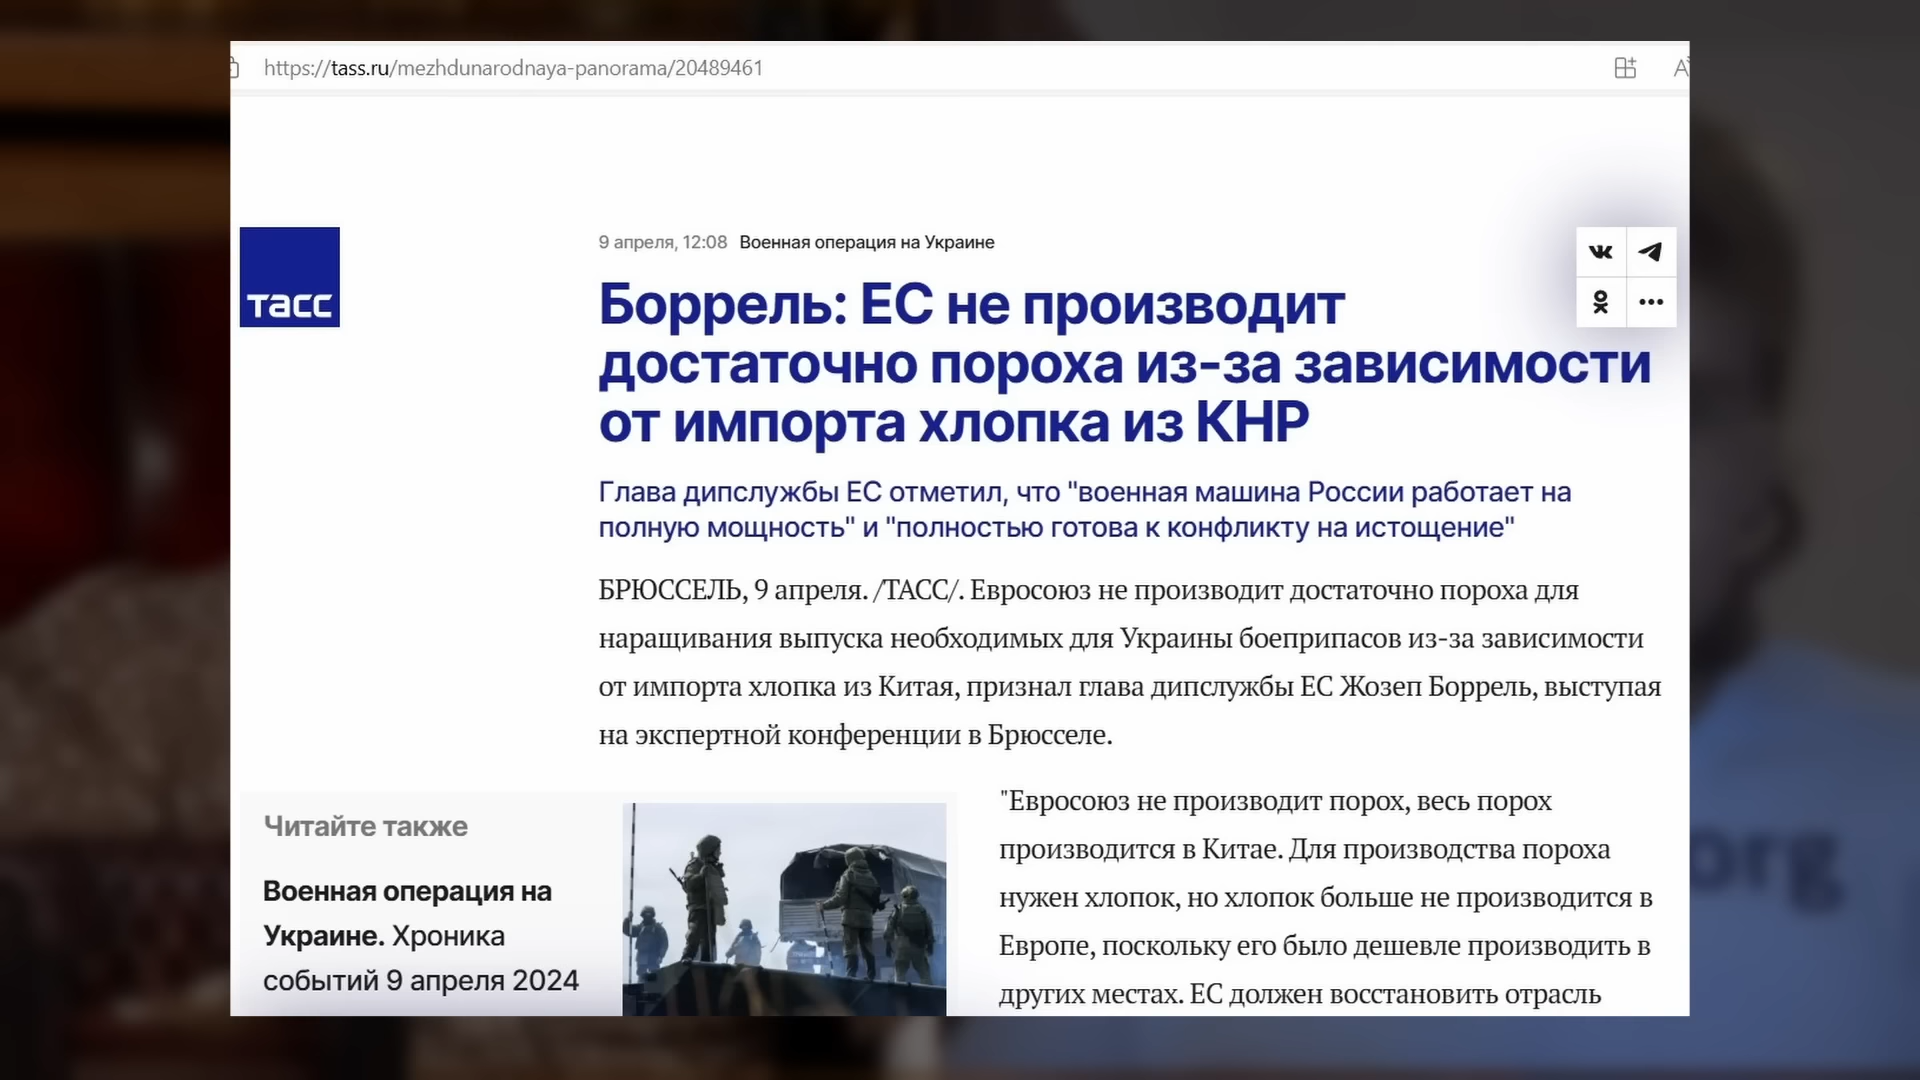 https://tass.ru/mezhdunarodnaya-panorama/20489461
тасс
9 апреля, 12:08 Военная операция на Украине
Боррель: ЕС не производит
достаточно пороха из-за зависимости
от импорта хлопка из КНР
Глава дипслужбы ЕС отметил, что "военная машина России работает на
полную мощность" и "полностью готова к конфликту на истощение"
БРЮССЕЛЬ, 9 апреля. /ТАСС/. Евросоюз не производит достаточно пороха для
наращивания выпуска необходимых для Украины боеприпасов из-за зависимости
от импорта хлопка из Китая, признал глава дипслужбы ЕС Жозеп Боррель, выступая
на экспертной конференции в Брюсселе.
Читайте также
Военная операция на
Украине. Хроника
событий 9 апреля 2024
"Евросоюз не производит порох, весь порох
производится в Китае. Для производства пороха
нужен хлопок, но хлопок больше не производится в
Европе, поскольку его было дешевле производить в
других местах. ЕС должен восстановить отрасль
org